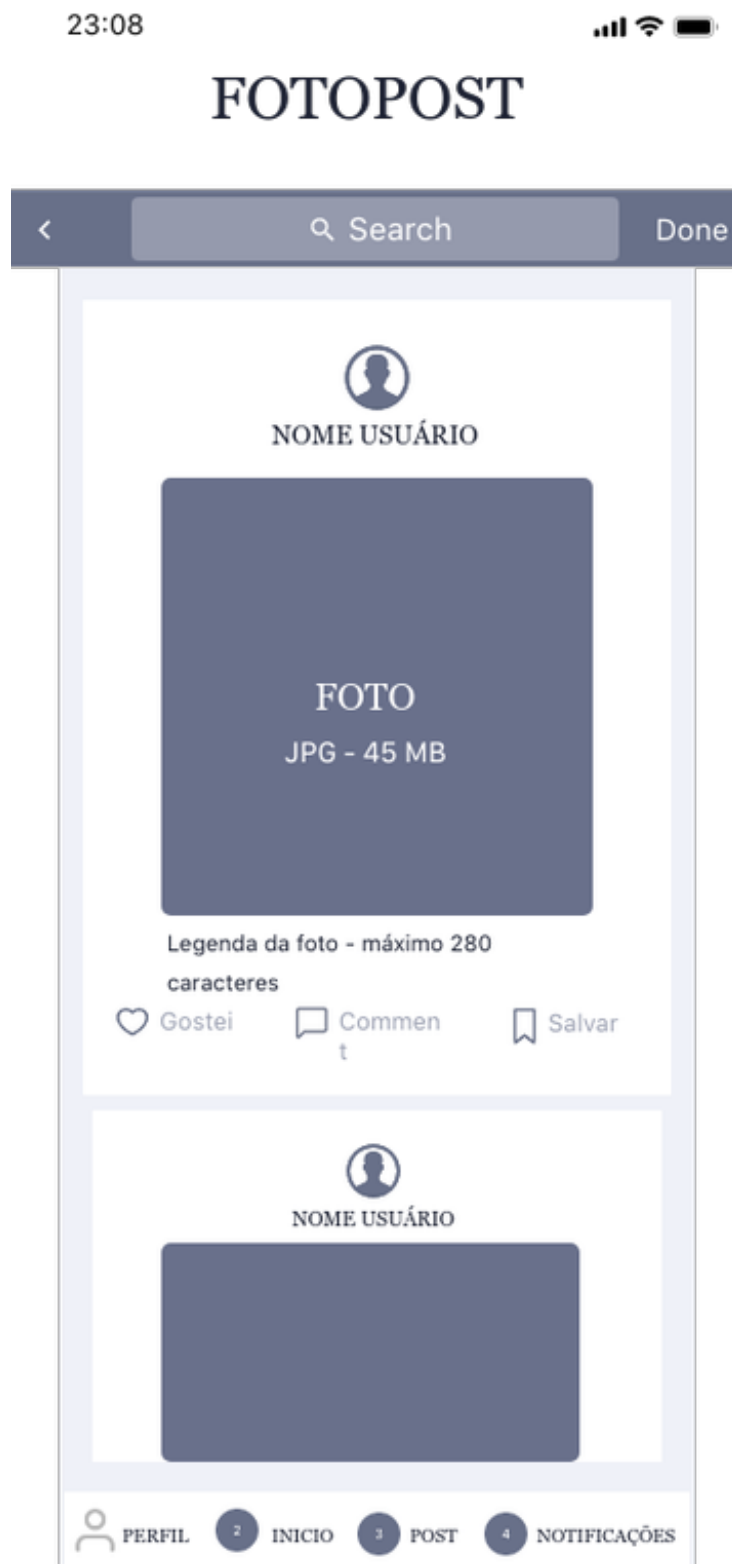 23:08
FOTOPOST
< Search Done
NOME USUÁRIO
FOTO
JPG - 45 MB
Legenda da foto - máximo 280
caracteres
Gostei Commen Salvar
t
NOME USUÁRIO
PERFIL 2 INICIO 3 POST 4 NOTIFICAÇÕES